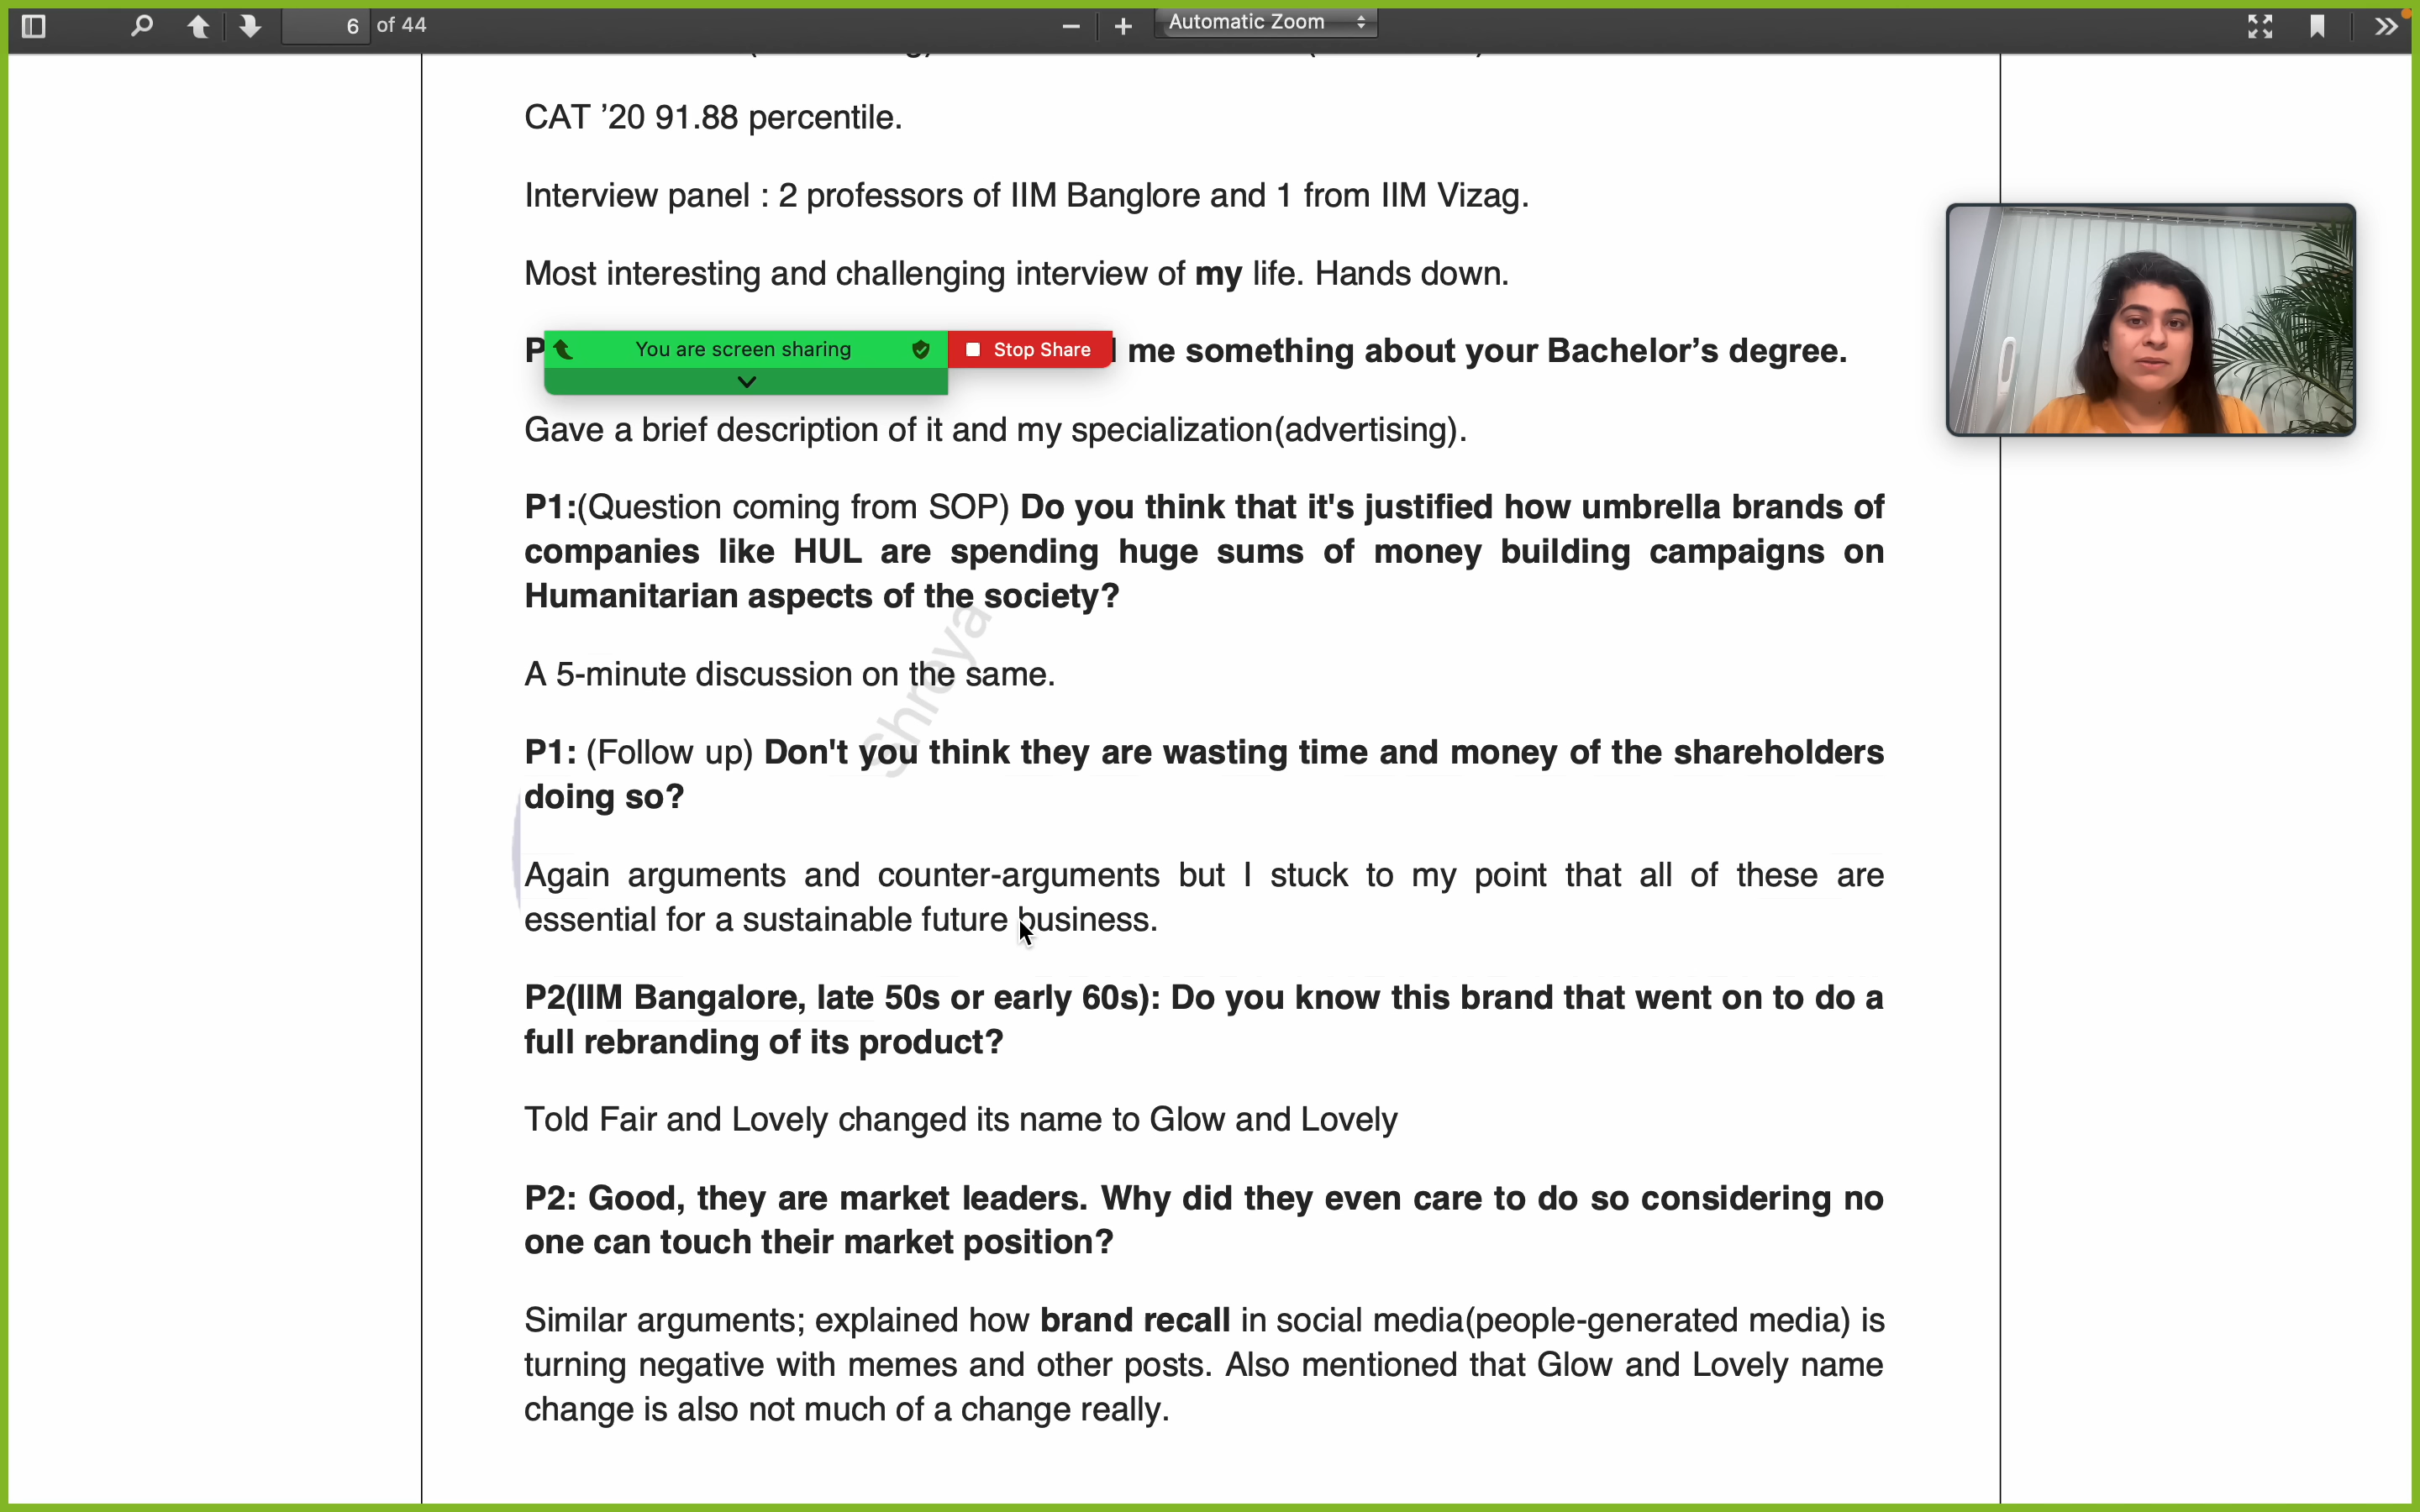 6 of 44
Automatic Zoom
CAT ’20 91.88 percentile.
Interview panel : 2 professors of IIM Banglore and 1 from IIM Vizag.
Most interesting and challenging interview of my life. Hands down.
P
You are screen sharing
Stop Share
me something about your Bachelor’s degree.
Gave a brief description of it and my specialization(advertising).
P1:(Question coming from SOP) Do you think that it's justified how umbrella brands of
companies like HUL are spending huge sums of money building campaigns on
Humanitarian aspects of the society?
Shreya
A 5-minute discussion on the same.
P1: (Follow up) Don't you think they are wasting time and money of the shareholders
doing so?
Again arguments and counter-arguments but I stuck to my point that all of these are
essential for a sustainable future business.
P2(IIM Bangalore, late 50s or early 60s): Do you know this brand that went on to do a
full rebranding of its product?
Told Fair and Lovely changed its name to Glow and Lovely
P2: Good, they are market leaders. Why did they even care to do so considering no
one can touch their market position?
Similar arguments; explained how brand recall in social media(people-generated media) is
turning negative with memes and other posts. Also mentioned that Glow and Lovely name
change is also not much of a change really.